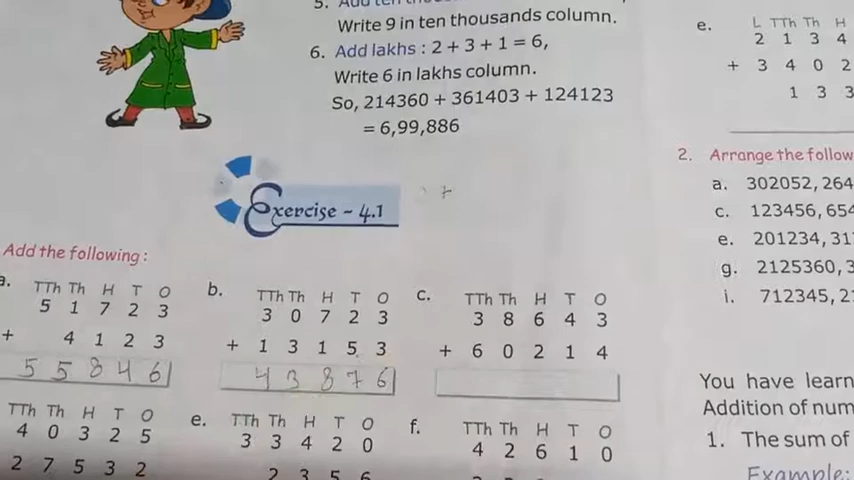 Write 9 in ten thousands column.
6. Add lakhs : 2 + 3 + 1 = 6,
Write 6 in lakhs column.
So, 214360 + 361403 + 124123
= 6,99,886
Exercise ~ 4.1
+
Add the following :
a. TTh Th H T O
5 1 7 2 3
+ 4 1 2 3
5 5 8 4 6
b. TTh Th H T O
3 0 7 2 3
+ 1 3 1 5 3
4 3 8 7 6
c. TTh Th H T O
3 8 6 4 3
+ 6 0 2 1 4
TTh Th H T O
4 0 3 2 5
2 7 5 3 2
e. TTh Th H T O
3 3 4 2 0
2 3 5 6
f. TTh Th H T O
4 2 6 1 0
e. L TTh Th H
2 1 3 4
+ 3 4 0 2
1 3 3
2. Arrange the follow
a. 302052, 264
c. 123456, 654
e. 201234, 31
g. 2125360, 3
i. 712345, 2
You have learn
Addition of num
1. The sum of
Example: